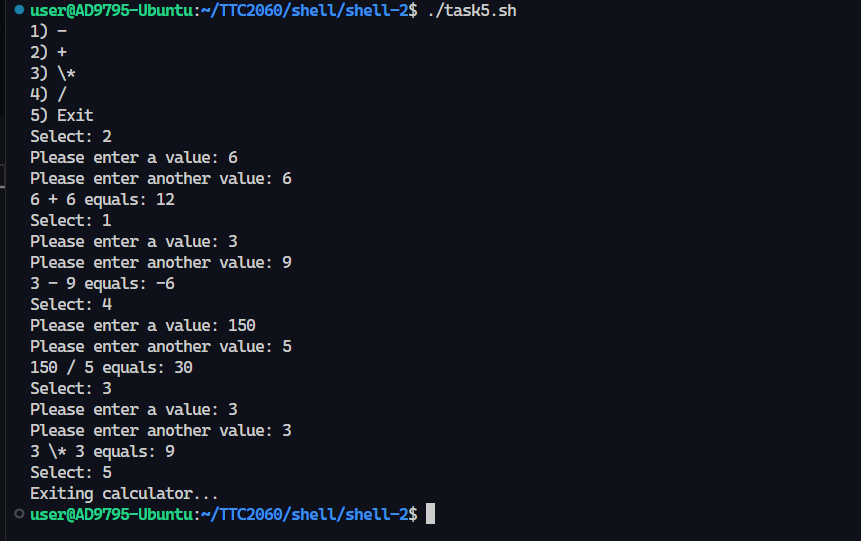 user@AD9795-Ubuntu:~/TTC2060/shell/shell-2$ ./task5.sh
1) -
2) +
3) \*
4) /
5) Exit
Select: 2
Please enter a value: 6
Please enter another value: 6
6 + 6 equals: 12
Select: 1
Please enter a value: 3
Please enter another value: 9
3 - 9 equals: -6
Select: 4
Please enter a value: 150
Please enter another value: 5
150 / 5 equals: 30
Select: 3
Please enter a value: 3
Please enter another value: 3
3 \* 3 equals: 9
Select: 5
Exiting calculator...
user@AD9795-Ubuntu:~/TTC2060/shell/shell-2$